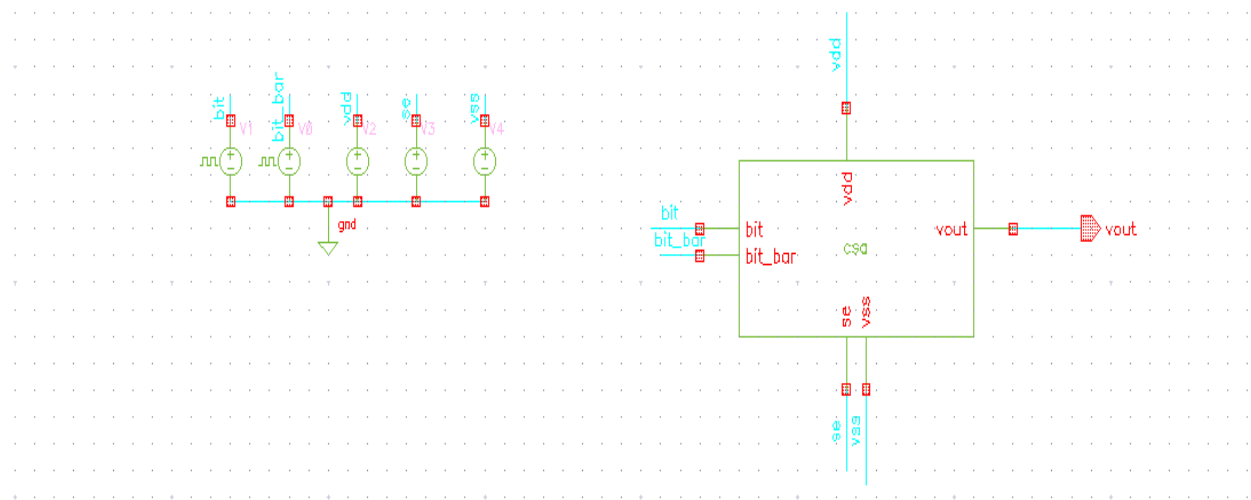 bit
bit_bar
vdd
se
vss
V1
V0
V2
V3
V4
gnd
vdd
vdd
bit
bit_bar
bit
bit_bar
csa
vout
vout
se
vss
se
vss